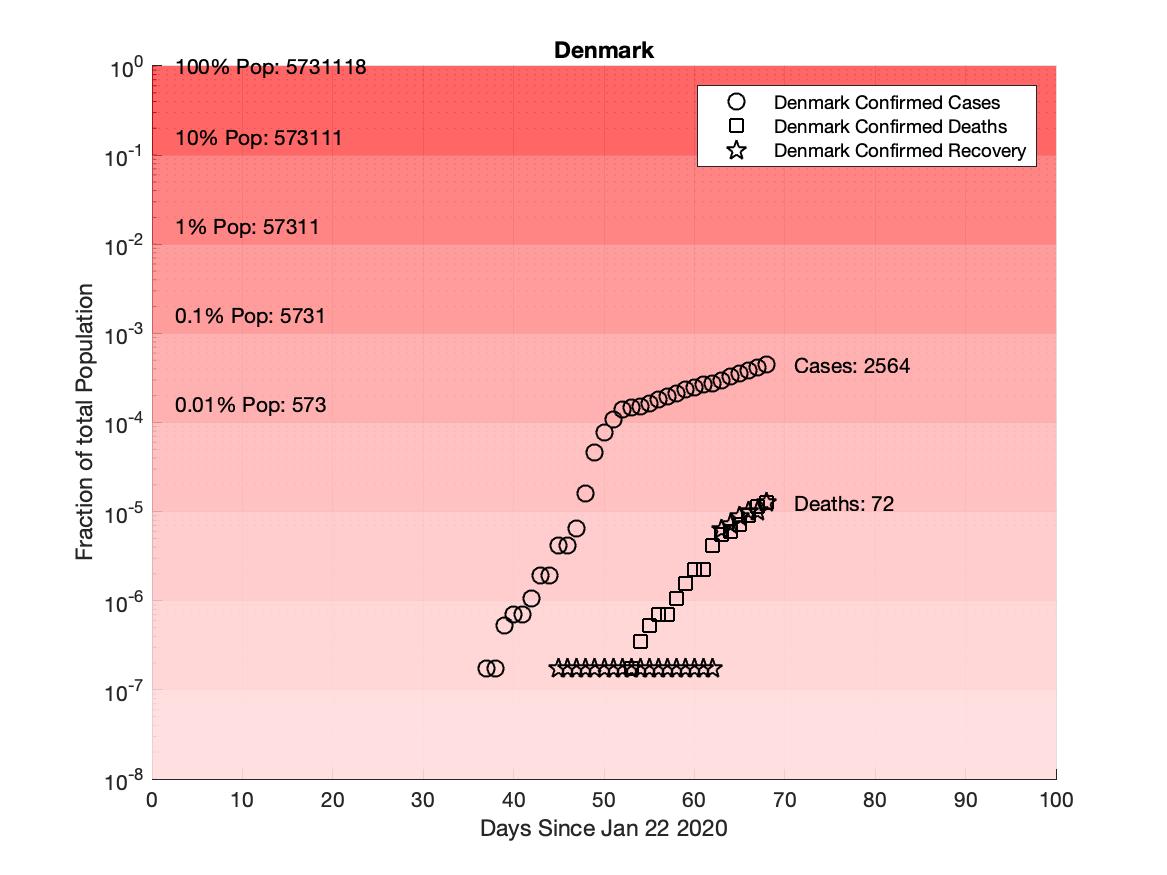 Denmark
10^0
100% Pop: 5731118
Denmark Confirmed Cases
Denmark Confirmed Deaths
Denmark Confirmed Recovery
10% Pop: 573111
10^-1
1% Pop: 57311
10^-2
0.1% Pop: 5731
10^-3
Cases: 2564
0.01% Pop: 573
10^-4
Deaths: 72
10^-5
10^-6
10^-7
10^-8
Fraction of total Population
0 10 20 30 40 50 60 70 80 90 100
Days Since Jan 22 2020